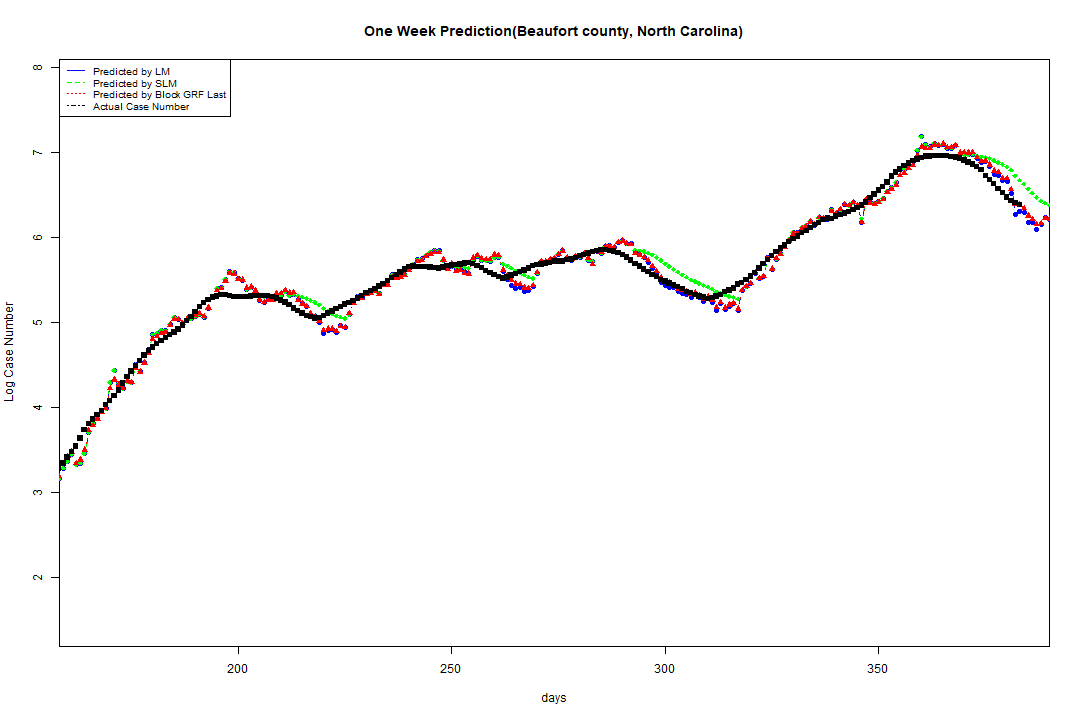 One Week Prediction(Beaufort county, North Carolina)
Predicted by LM
Predicted by SLM
Predicted by Block GRF Last
Actual Case Number
8
7
6
5
4
3
2
Log Case Number
200 250 300 350
days